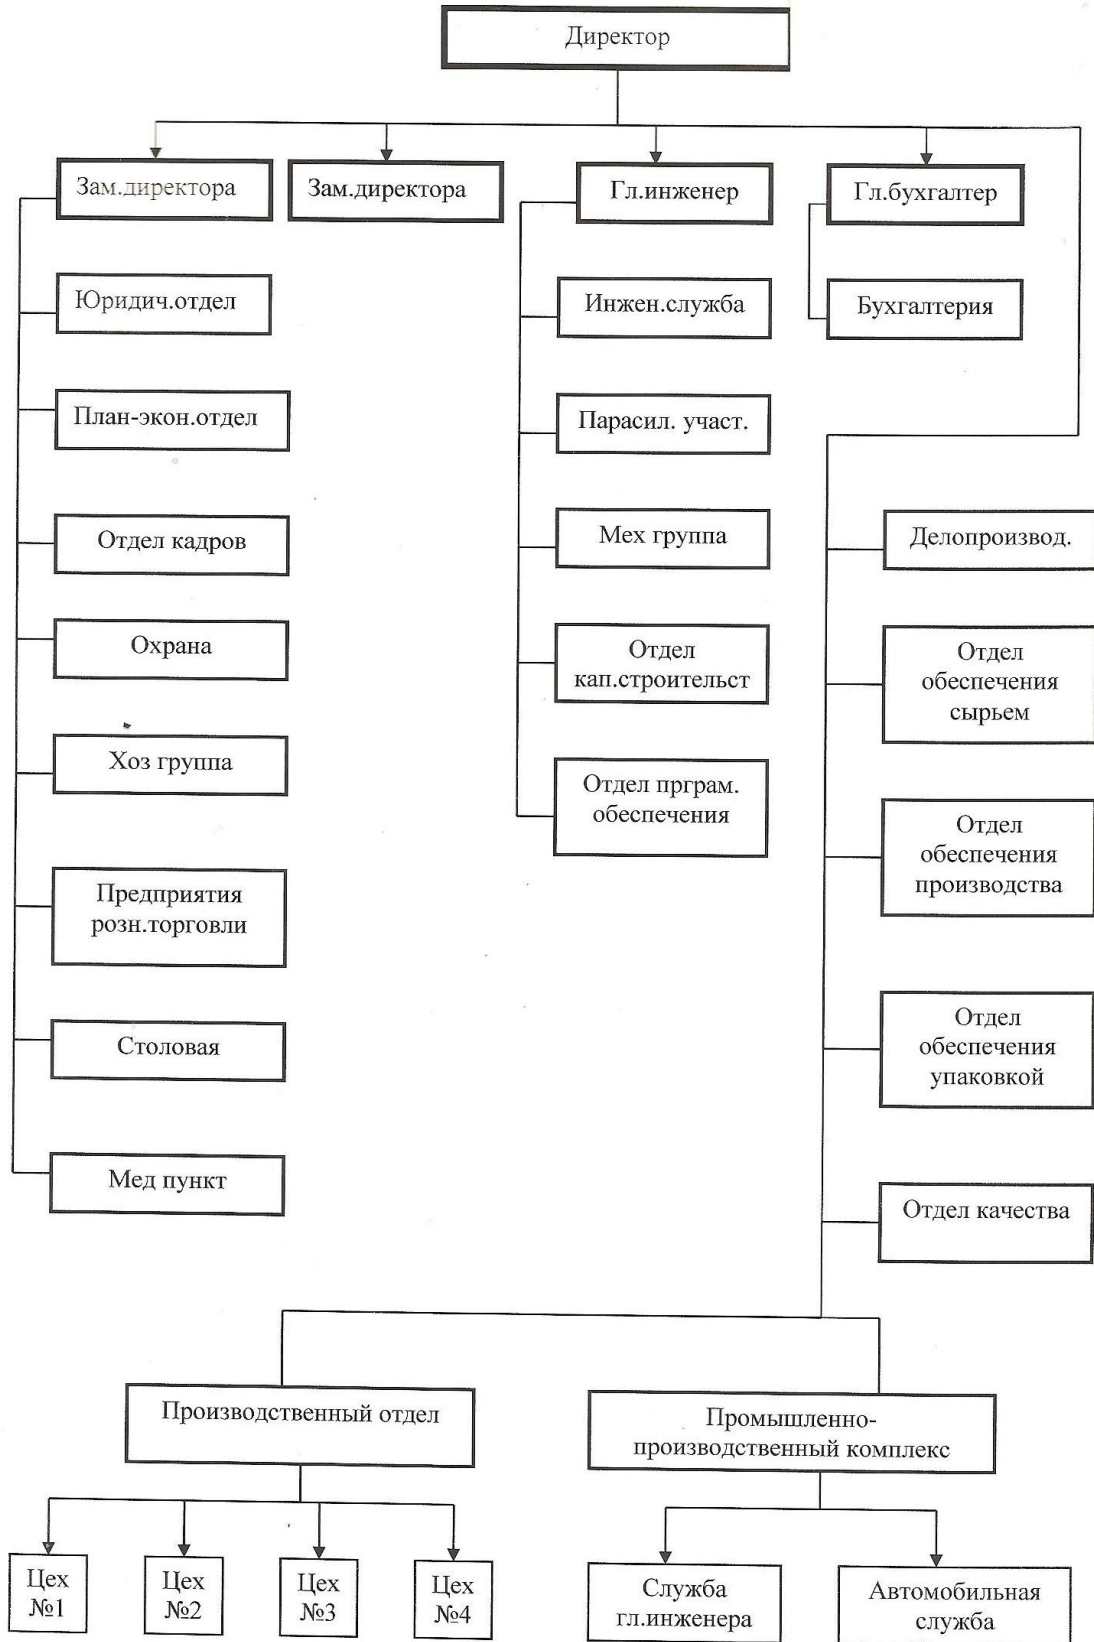 Директор
Зам.директора
Зам.директора
Гл.инженер
Гл.бухгалтер
Юридич.отдел
План-экон.отдел
Отдел кадров
Охрана
Хоз группа
Предприятия
розн.торговли
Столовая
Мед пункт
Инжен.служба
Парасил. участ.
Мех группа
Отдел
кап.строительст
Отдел прграм.
обеспечения
Бухгалтерия
Делопроизвод.
Отдел
обеспечения
сырьем
Отдел
обеспечения
производства
Отдел
обеспечения
упаковкой
Отдел качества
Производственный отдел
Промышленно-
производственный комплекс
Цех
№1
Цех
№2
Цех
№3
Цех
№4
Служба
гл.инженера
Автомобильная
служба